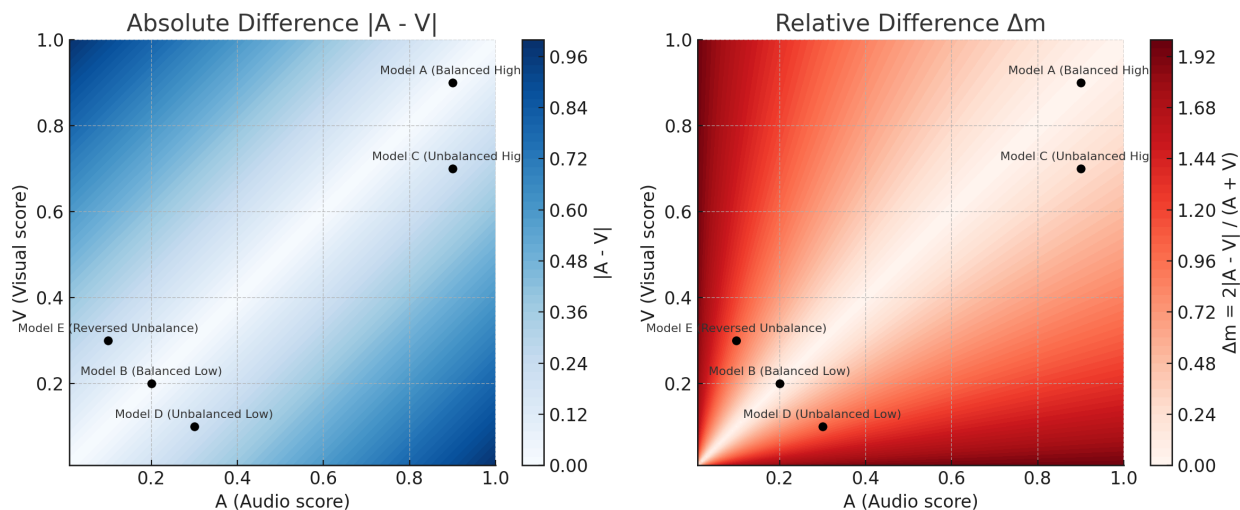 Absolute Difference |A - V|
1.0
0.8
0.6
0.4
0.2
V (Visual score)
Model A (Balanced High
Model C (Unbalanced Hig
Model E (Reversed Unbalance)
Model B (Balanced Low)
Model D (Unbalanced Low)
0.2
0.4
0.6
0.8
1.0
A (Audio score)
0.96
0.84
0.72
0.60
0.48
0.36
0.24
0.12
0.00
|A - V|
Relative Difference Δm
1.0
0.8
0.6
0.4
0.2
V (Visual score)
Model A (Balanced High
Model C (Unbalanced Hig
Model E (Reversed Unbalance)
Model B (Balanced Low)
Model D (Unbalanced Low)
0.2
0.4
0.6
0.8
1.0
A (Audio score)
1.92
1.68
1.44
1.20
0.96
0.72
0.48
0.24
0.00
Δm = 2|A - V| / (A + V)